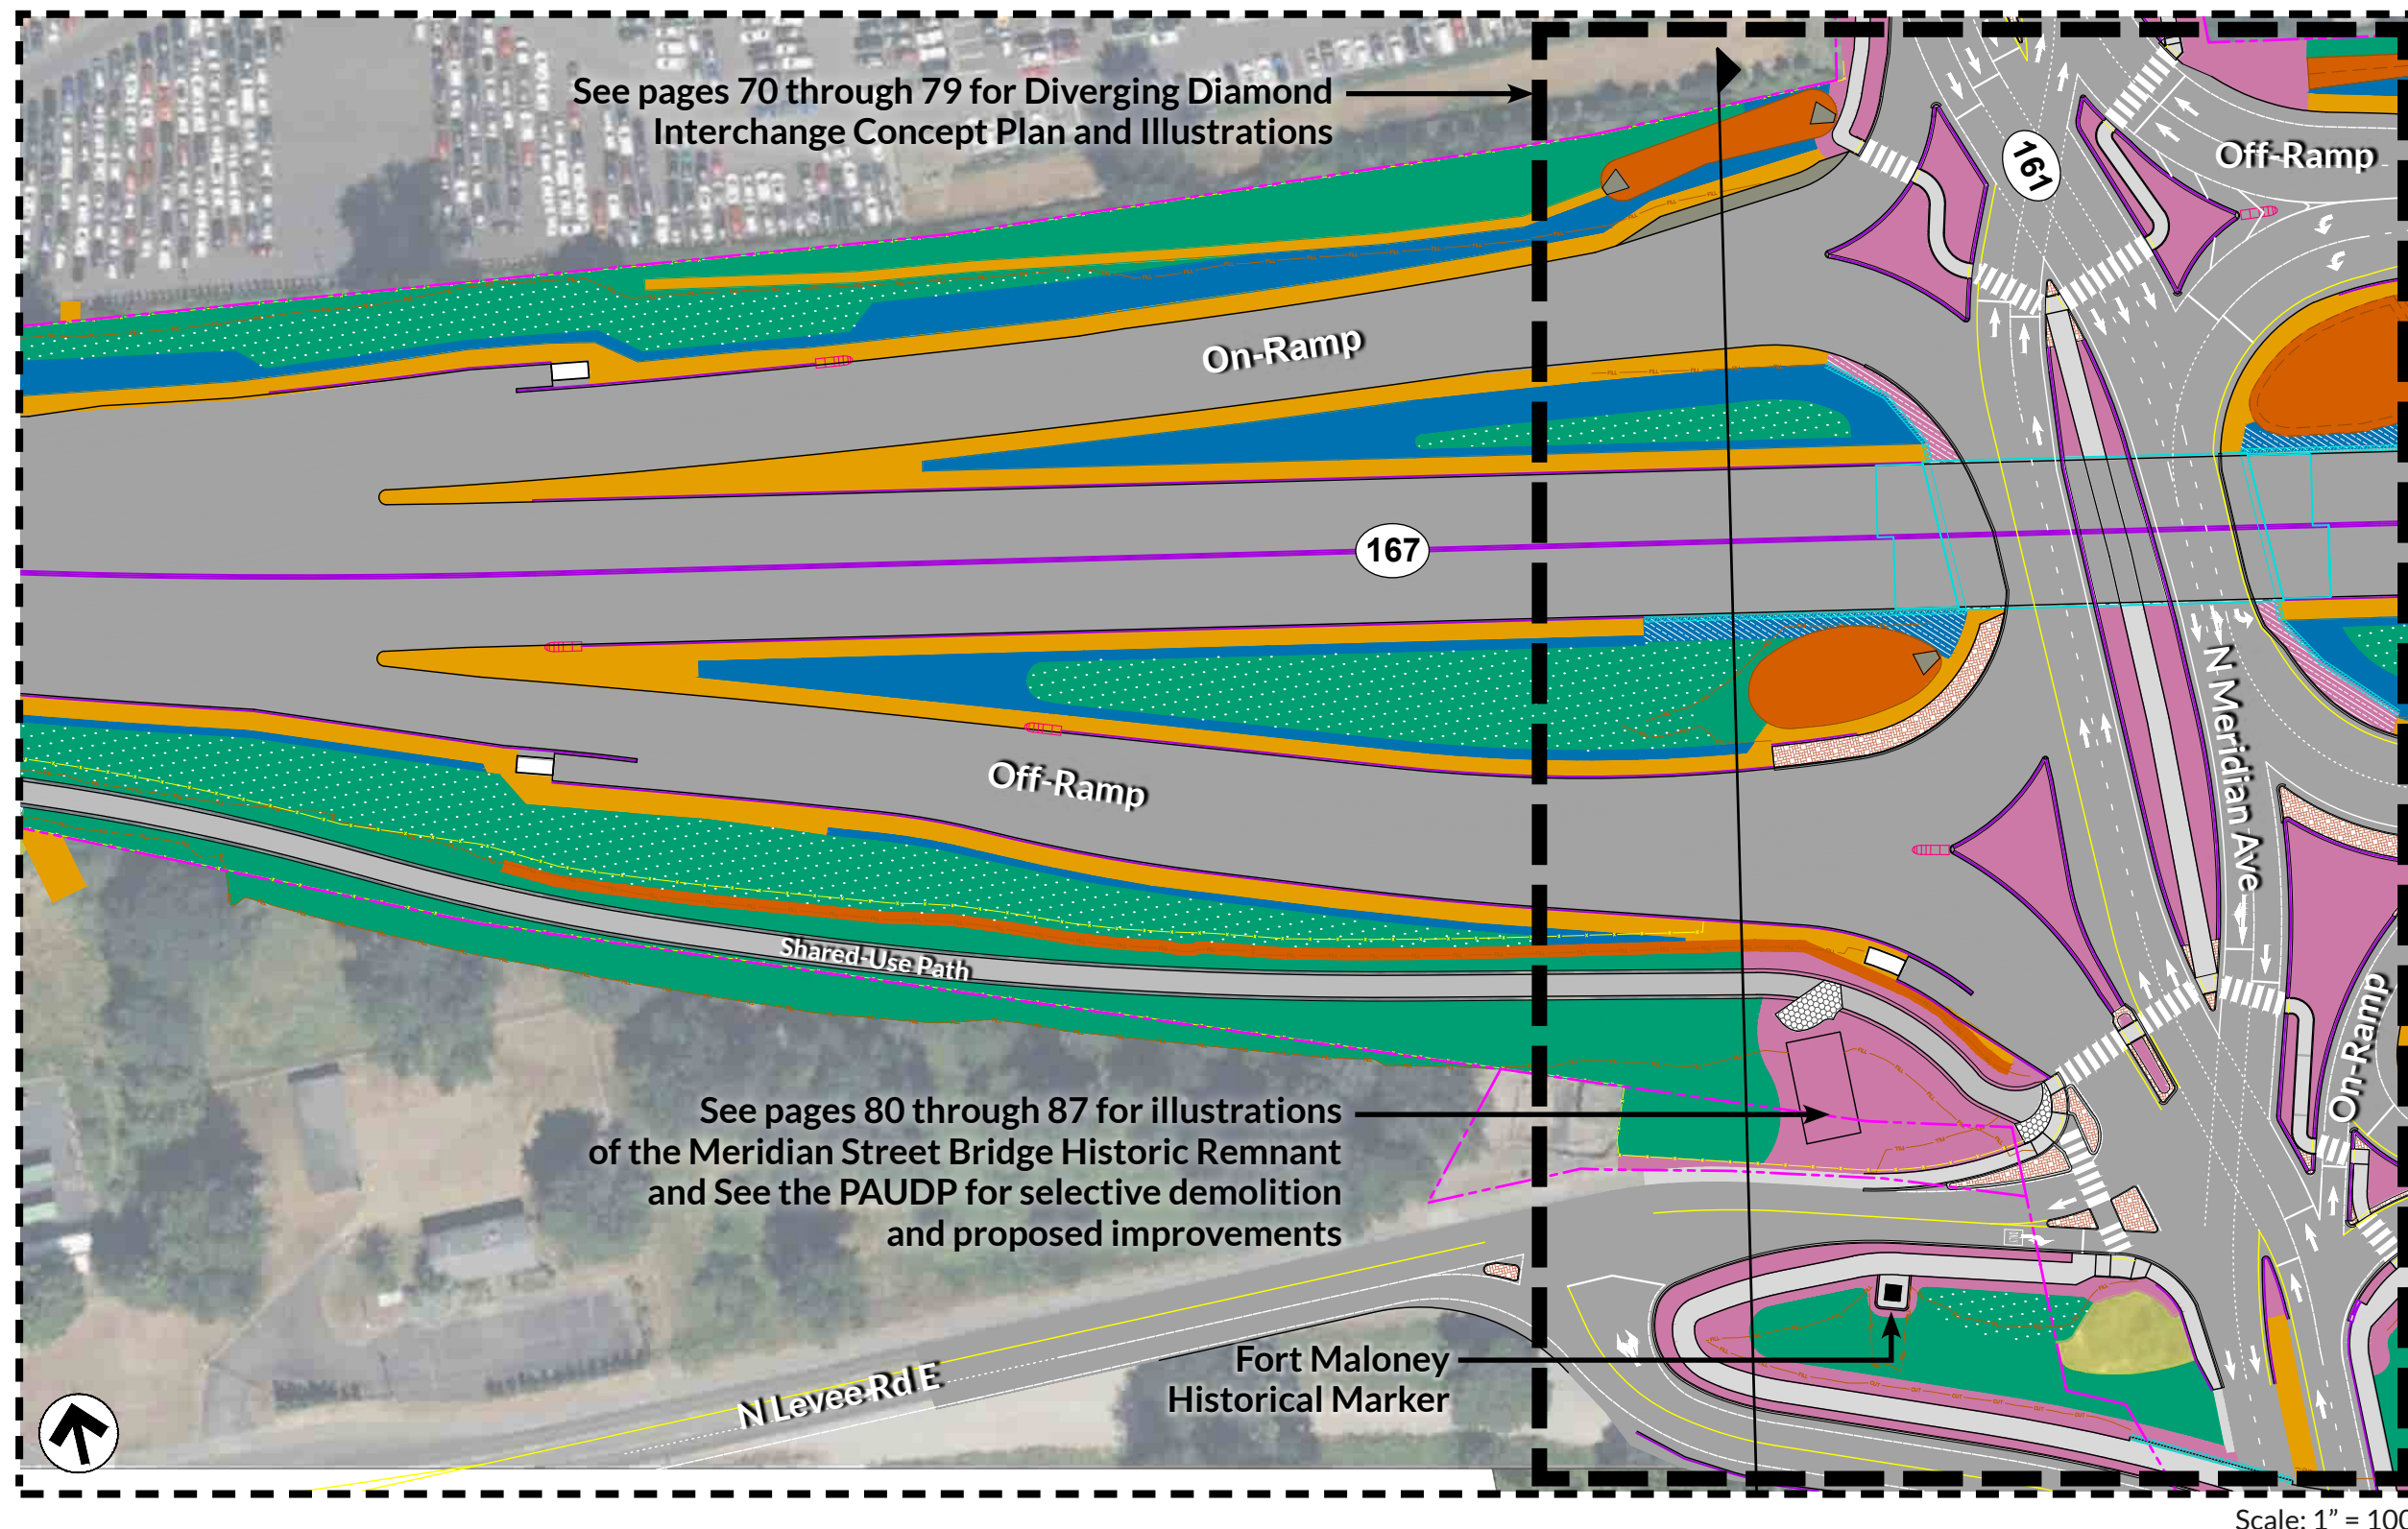 See pages 70 through 79 for Diverging Diamond
Interchange Concept Plan and Illustrations
161
Off-Ramp
On-Ramp
167
N Meridian Ave
Off-Ramp
Shared-Use Path
On-Ramp
See pages 80 through 87 for illustrations
of the Meridian Street Bridge Historic Remnant
and See the PAUDP for selective demolition
and proposed improvements
Fort Maloney
Historical Marker
N Levee Rd E
Scale: 1” = 100